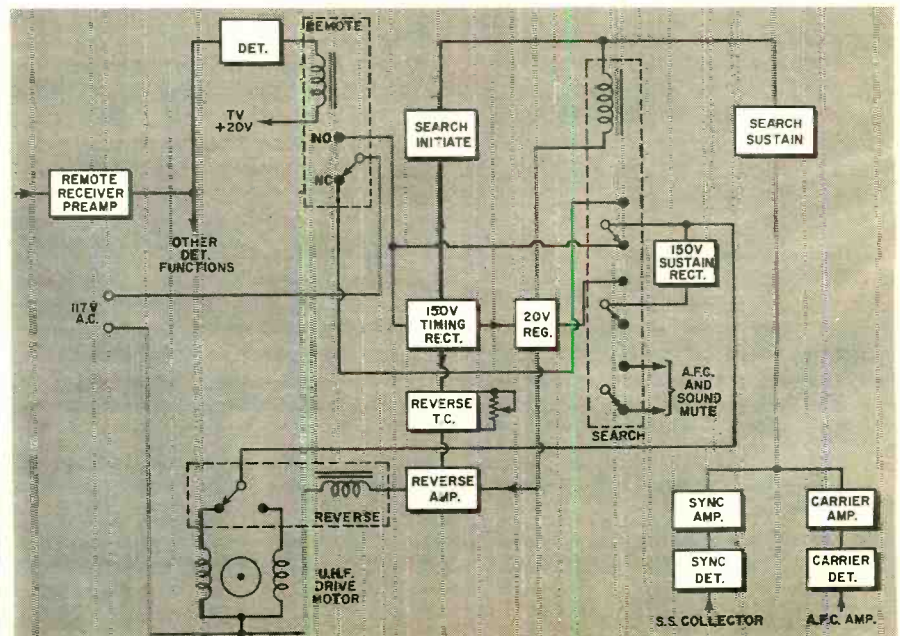 REMOTE
DET.
TV
+20V
SEARCH
INITIATE
SEARCH
SUSTAIN
NO
NC
REMOTE
RECEIVER
PREAMP
OTHER
DET.
FUNCTIONS
150V
SUSTAIN
RECT.
117V
A.C.
150V
TIMING
RECT.
20V
REG.
A.F.C.
AND
SOUND
MUTE
REVERSE
T.C.
SEARCH
REVERSE
AMP.
REVERSE
SYNC
AMP.
CARRIER
AMP.
U.H.F.
DRIVE
MOTOR
SYNC
DET.
CARRIER
DET.
S.S. COLLECTOR
A.F.C. AMP.